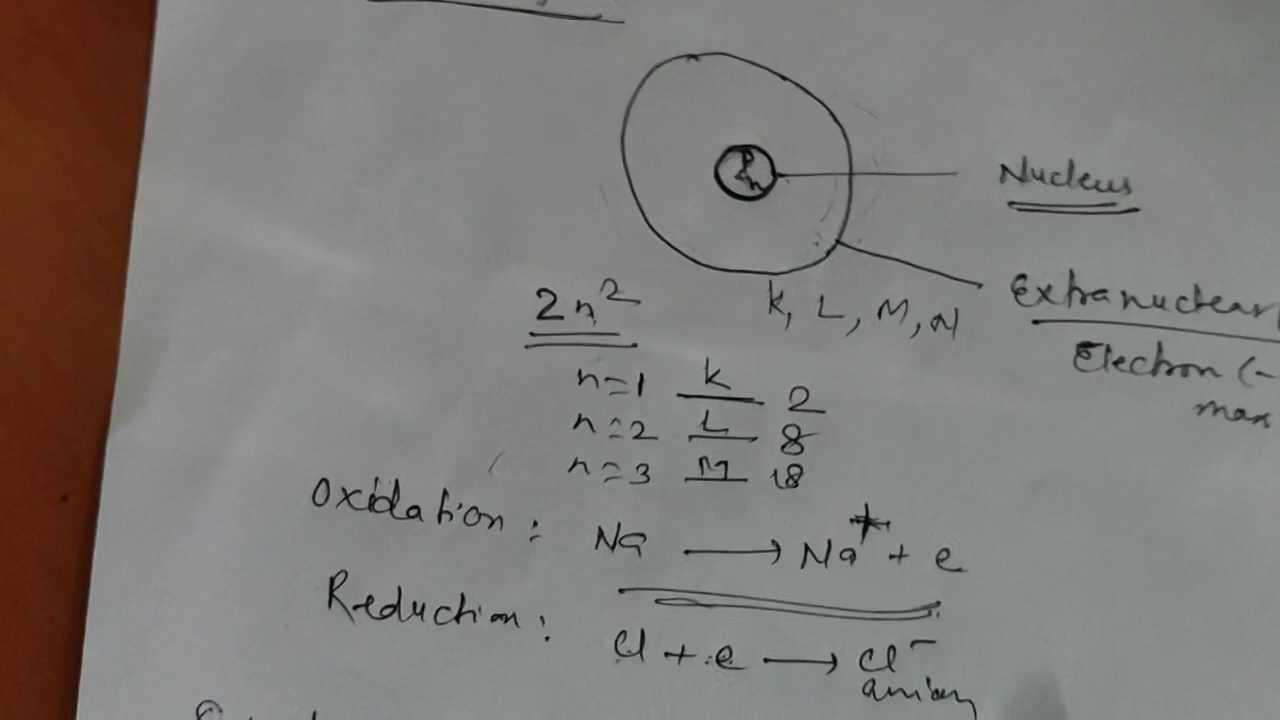 Nucleus
Extranuclear
K, L, M, N
Electron (-
max
2n²
n=1 K 2
n=2 L 8
n=3 M 18
Oxidation : Na → Na⁺ + e
Reduction : Cl + e → Cl⁻
anion